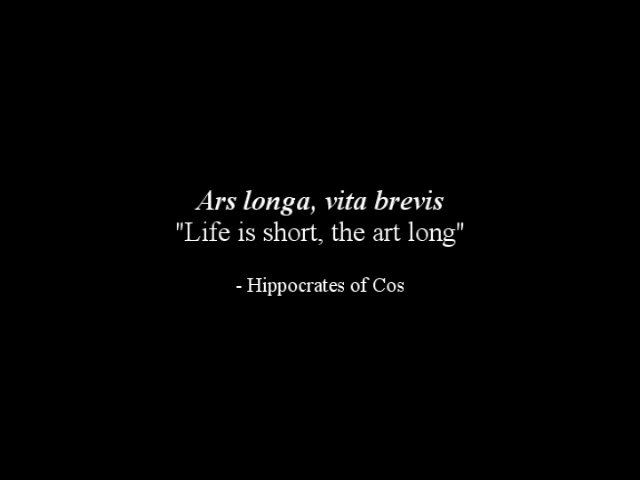 Ars longa, vita brevis
"Life is short, the art long"
- Hippocrates of Cos